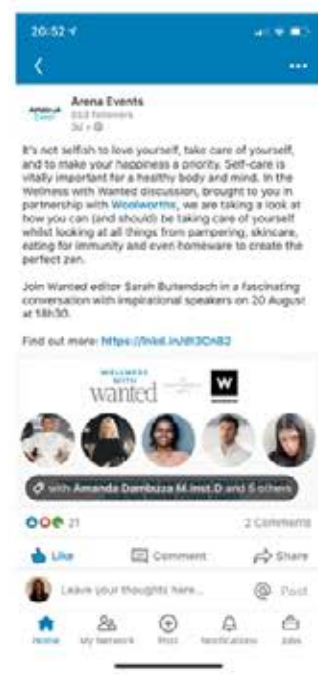 20:52
Arena Events
followers
3d
It's not selfish to love yourself, take care of yourself,
and to make your happiness a priority. Self-care is
vitally important for a healthy body and mind. In the
Wellness with Wanted discussion, brought to you in
partnership with Woolworths, we are taking a look at
how you can (and should) be taking care of yourself
whilst looking at all things from pampering, skincare,
eating for immunity and even homeware to create the
perfect zen.
Join Wanted editor Sarah Buitendach in a fascinating
conversation with inspirational speakers on 20 August
at 18h30.
Find out more:
WELLNESS
WITH
wanted
W
with Amanda Dambuza M.Inst.D and 5 others
21
2 Comments
Like
Comment
Share
Leave your thoughts here...
@ Post
Home
My Network
Post
Notifications
Jobs